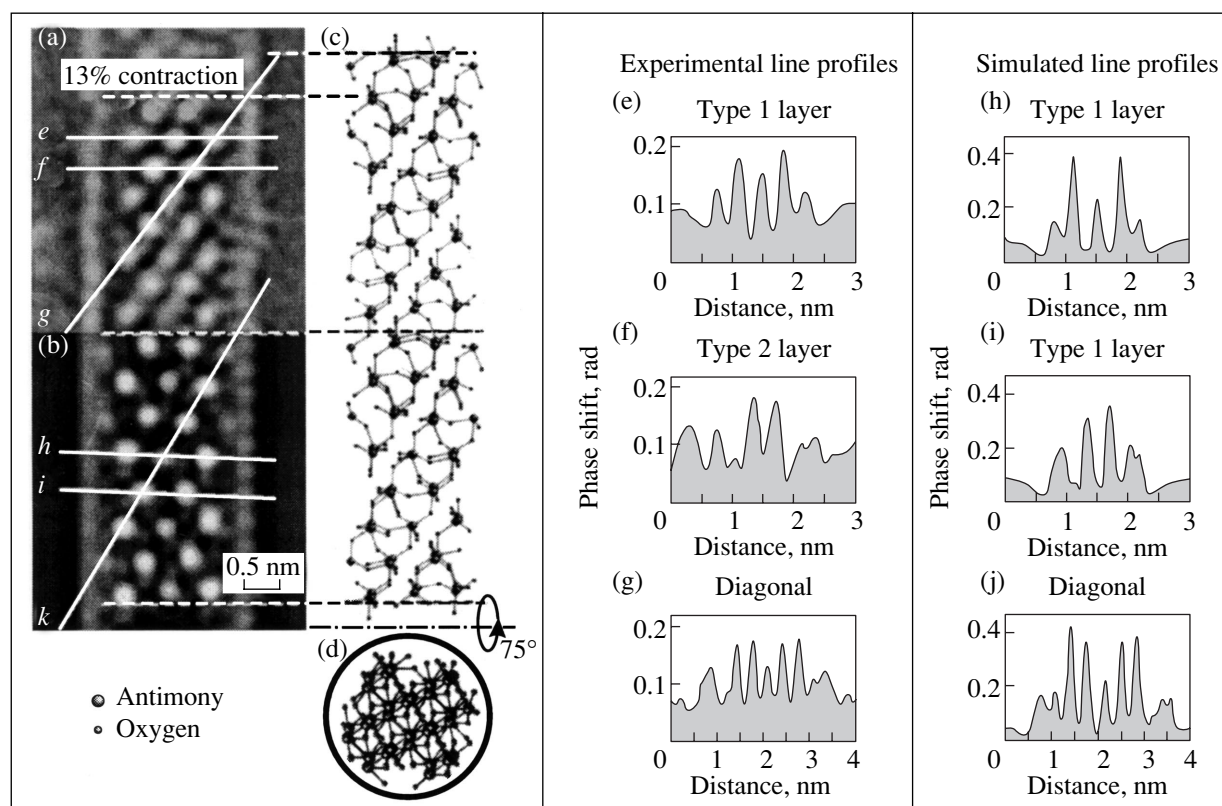 (a)
13% contraction
e
f
g
(b)
h
i
0.5 nm
k
(c)
75°
(d)
Antimony
Oxygen
Experimental line profiles
(e) Type 1 layer
0.2
0.1
0 1 2 3
Distance, nm
(f) Type 2 layer
0.2
0.1
0 1 2 3
Distance, nm
(g) Diagonal
0.2
0.1
0 1 2 3 4
Distance, nm
Phase shift, rad
Simulated line profiles
(h) Type 1 layer
0.4
0.2
0 1 2 3
Distance, nm
(i) Type 1 layer
0.4
0.2
0 1 2 3
Distance, nm
(j) Diagonal
0.4
0.2
0 1 2 3 4
Distance, nm
Phase shift, rad